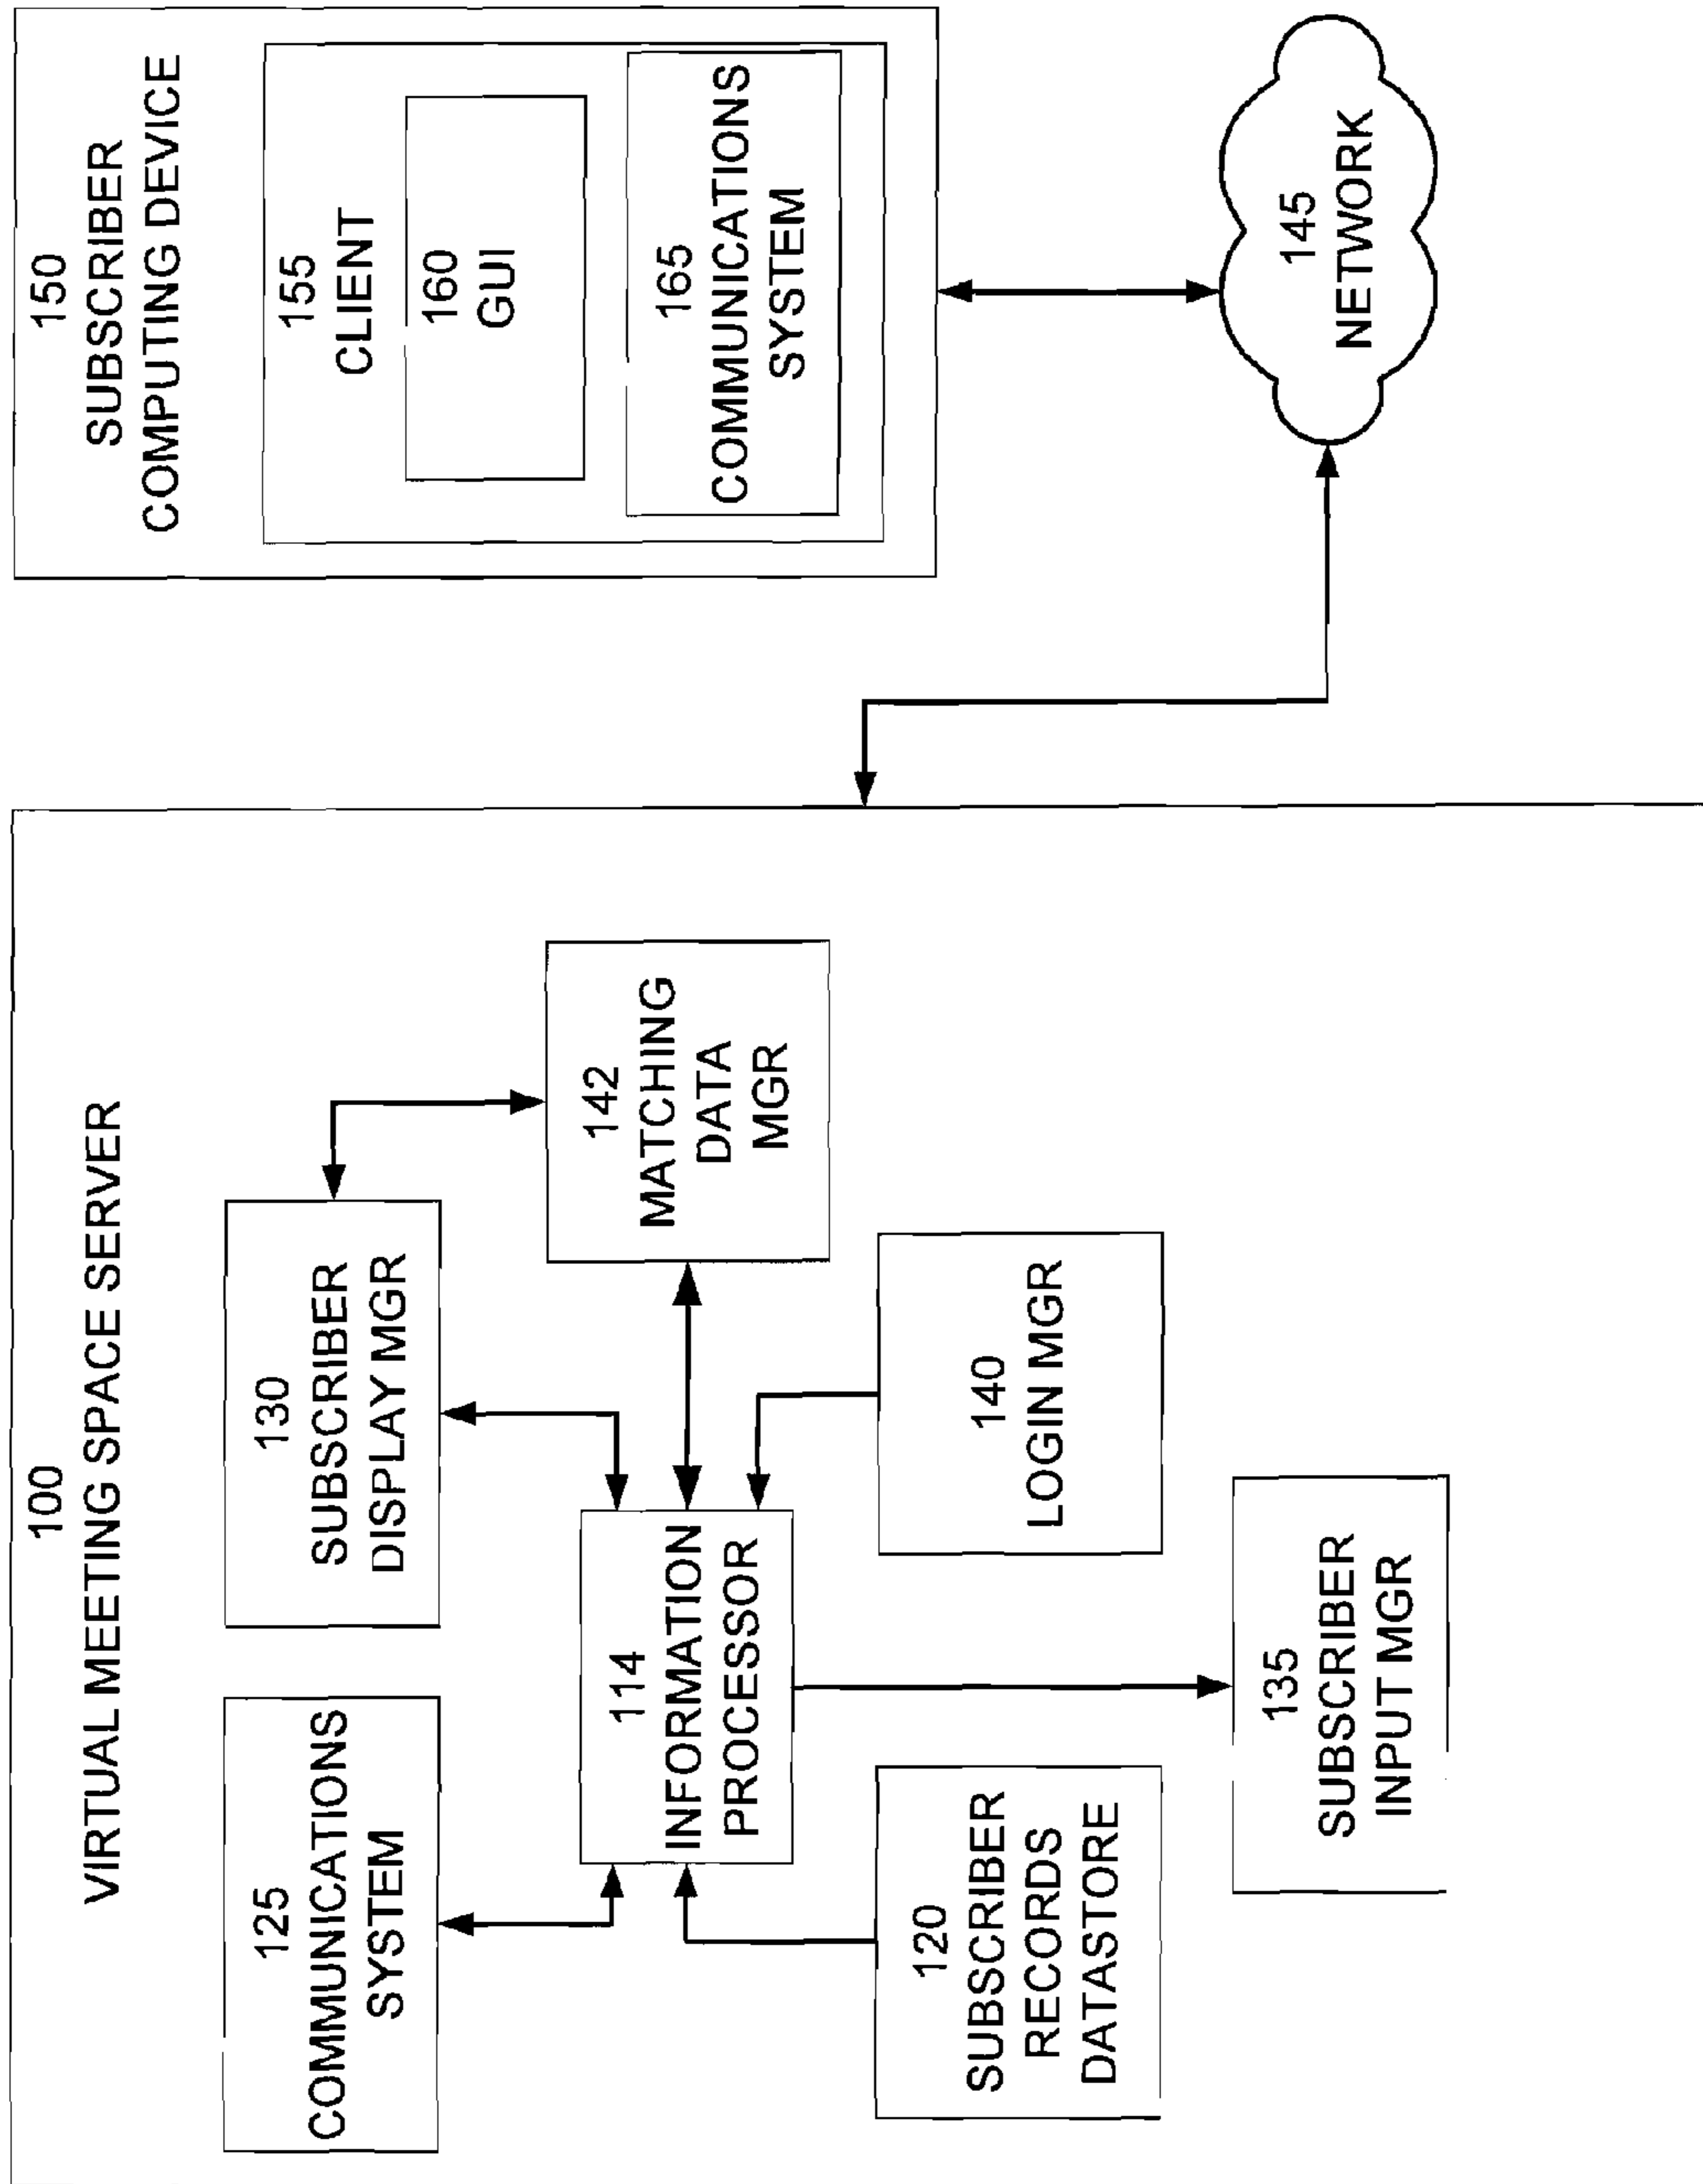 100
VIRTUAL MEETING SPACE SERVER
125
COMMUNICATIONS
SYSTEM
130
SUBSCRIBER
DISPLAY MGR
114
INFORMATION
PROCESSOR
142
MATCHING
DATA
MGR
120
SUBSCRIBER
RECORDS
DATASTORE
140
LOGIN MGR
135
SUBSCRIBER
INPUT MGR
150
SUBSCRIBER
COMPUTING DEVICE
155
CLIENT
160
GUI
165
COMMUNICATIONS
SYSTEM
145
NETWORK